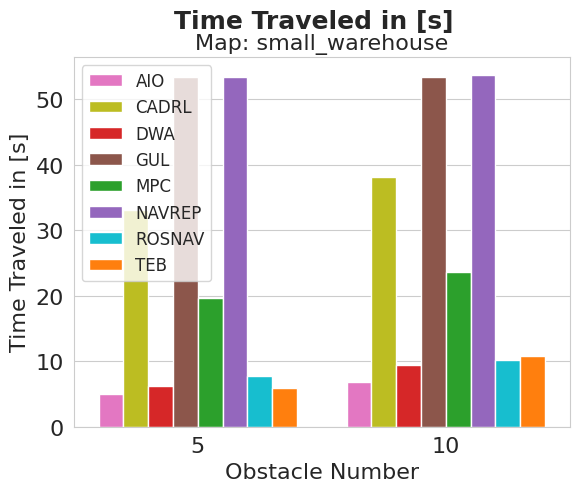 Time Traveled in [s]
Map: small_warehouse
Time Traveled in [s]
50
40
30
20
10
0
AIO
CADRL
DWA
GUL
MPC
NAVREP
ROSNAV
TEB
5
10
Obstacle Number